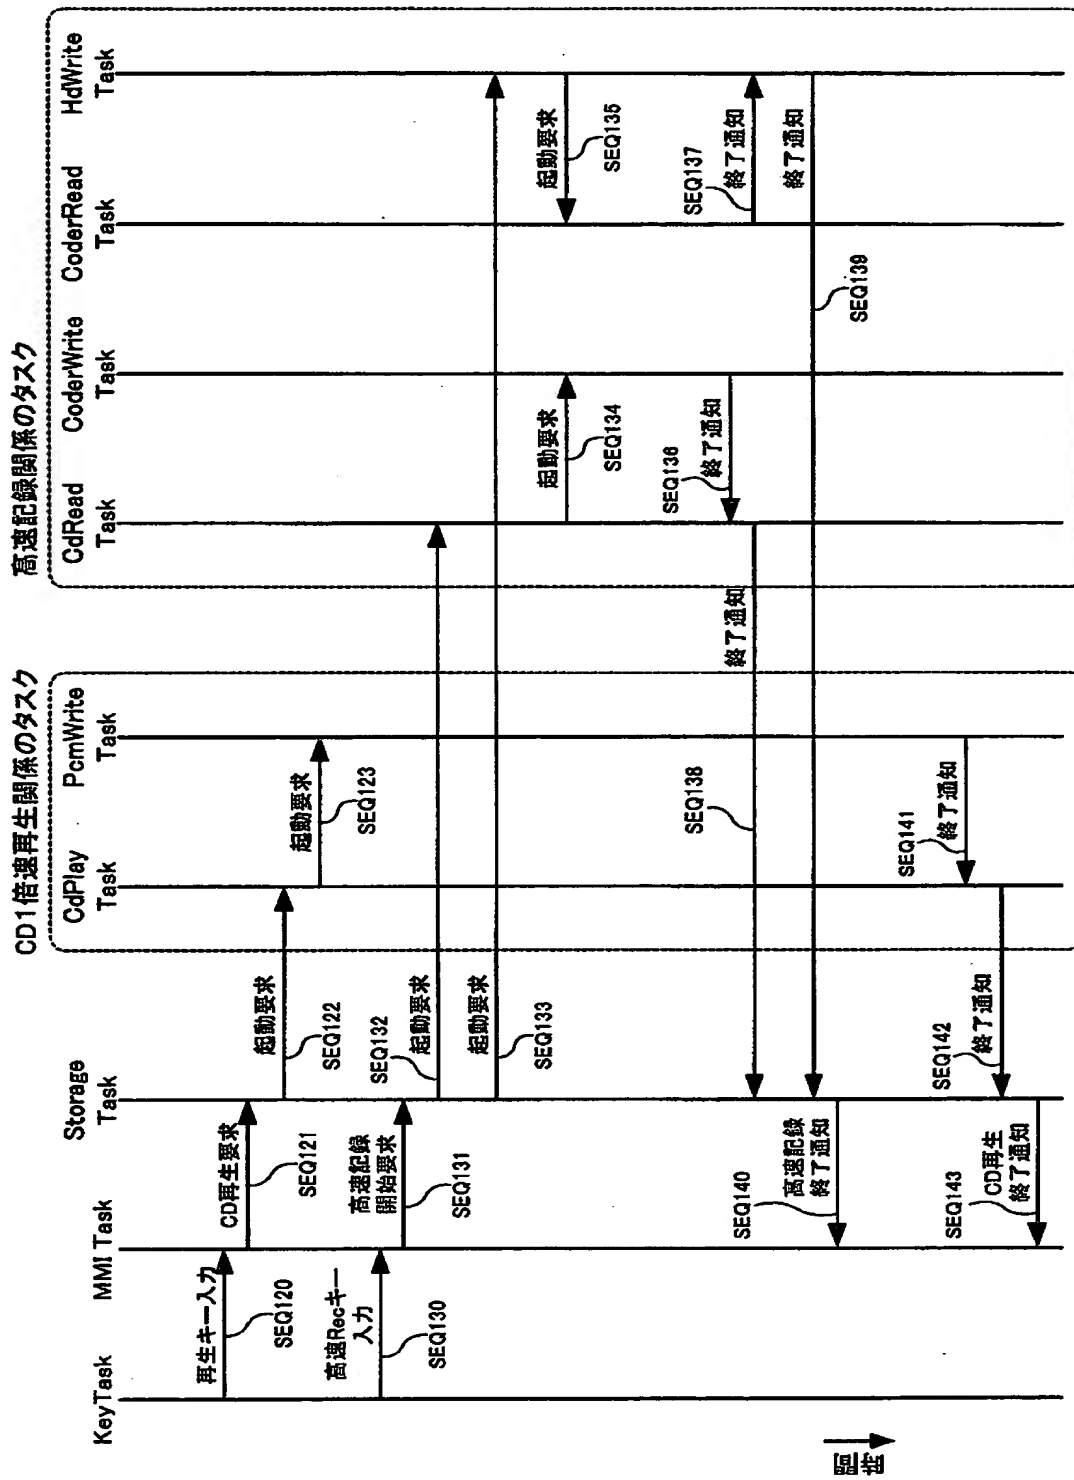 CD1倍速再生関係のタスク
高速記録関係のタスク
KeyTask
MMI Task
Storage
Task
CdPlay
Task
PcmWrite
Task
CdRead
Task
CoderWrite
Task
CoderRead
Task
HdWrite
Task
再生キー入力
SEQ120
CD再生要求
SEQ121
起動要求
SEQ122
起動要求
SEQ123
高速Recキー
入力
SEQ130
高速記録
開始要求
SEQ131
起動要求
SEQ132
起動要求
SEQ133
起動要求
SEQ134
起動要求
SEQ135
SEQ136
終了通知
SEQ137
終了通知
終了通知
SEQ138
終了通知
SEQ139
高速記録
終了通知
SEQ140
SEQ141
終了通知
SEQ142
終了通知
SEQ143
CD再生
終了通知
時間